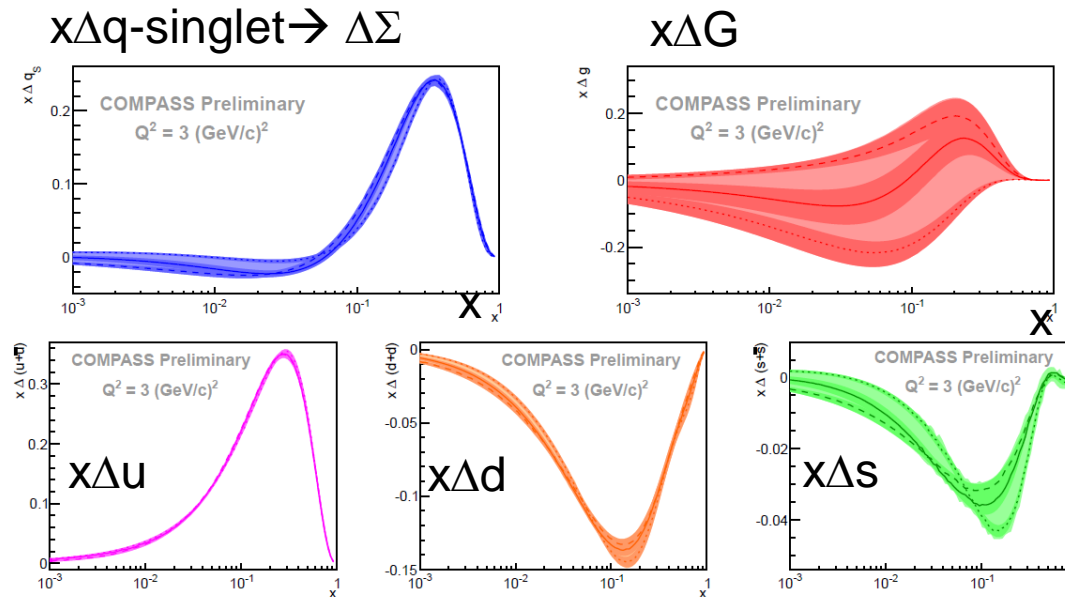 xΔq-singlet→ ΔΣ
xΔG
x Δ q_S
COMPASS Preliminary
Q² = 3 (GeV/c)²
0.2
0.1
0
10⁻³
10⁻²
10⁻¹
1
x
x
x Δ g
COMPASS Preliminary
Q² = 3 (GeV/c)²
0.2
0
-0.2
10⁻³
10⁻²
10⁻¹
1
x
x
x Δ (u+ū)
COMPASS Preliminary
Q² = 3 (GeV/c)²
0.3
0.2
0.1
0
xΔu
10⁻³
10⁻²
10⁻¹
1
x
x Δ (d+d)
COMPASS Preliminary
Q² = 3 (GeV/c)²
0
-0.05
-0.1
-0.15
xΔd
10⁻³
10⁻²
10⁻¹
1
x
x Δ (s+s̄)
COMPASS Preliminary
Q² = 3 (GeV/c)²
0
-0.02
-0.04
xΔs
10⁻³
10⁻²
10⁻¹
1
x